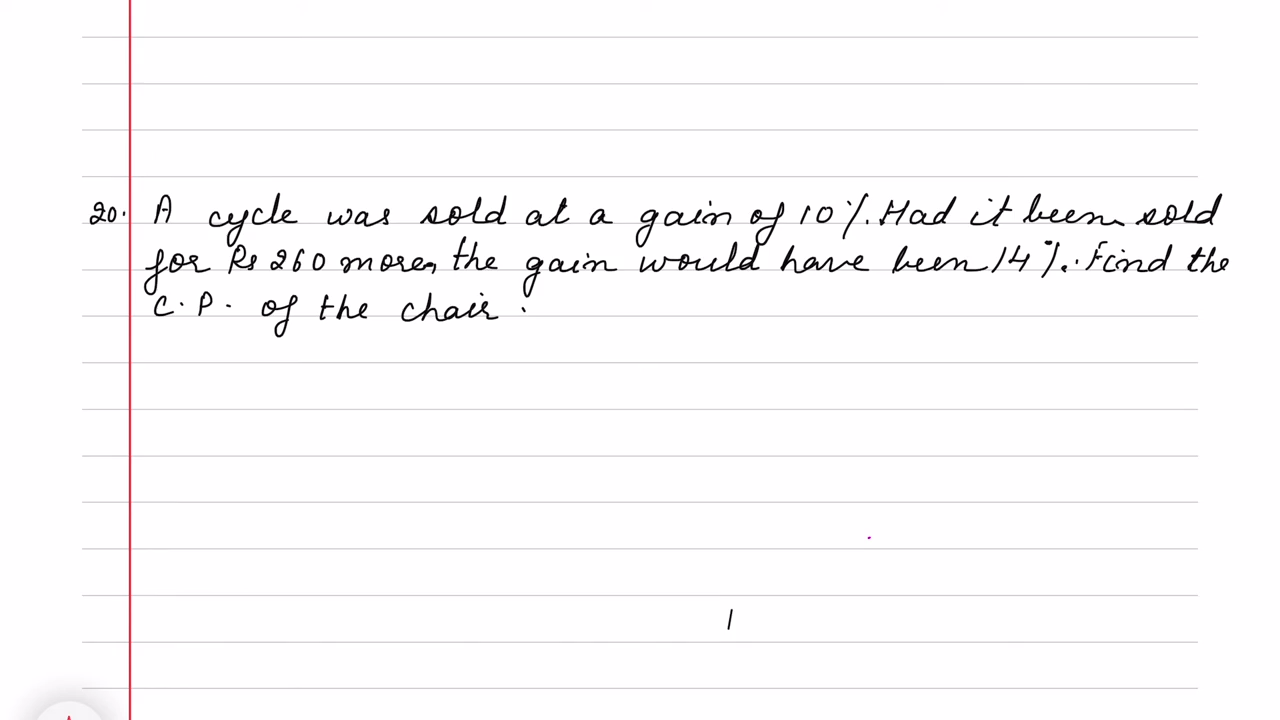 20. A cycle was sold at a gain of 10%. Had it been sold
for Rs 260 more, the gain would have been 14%. Find the
C.P. of the chair.
1